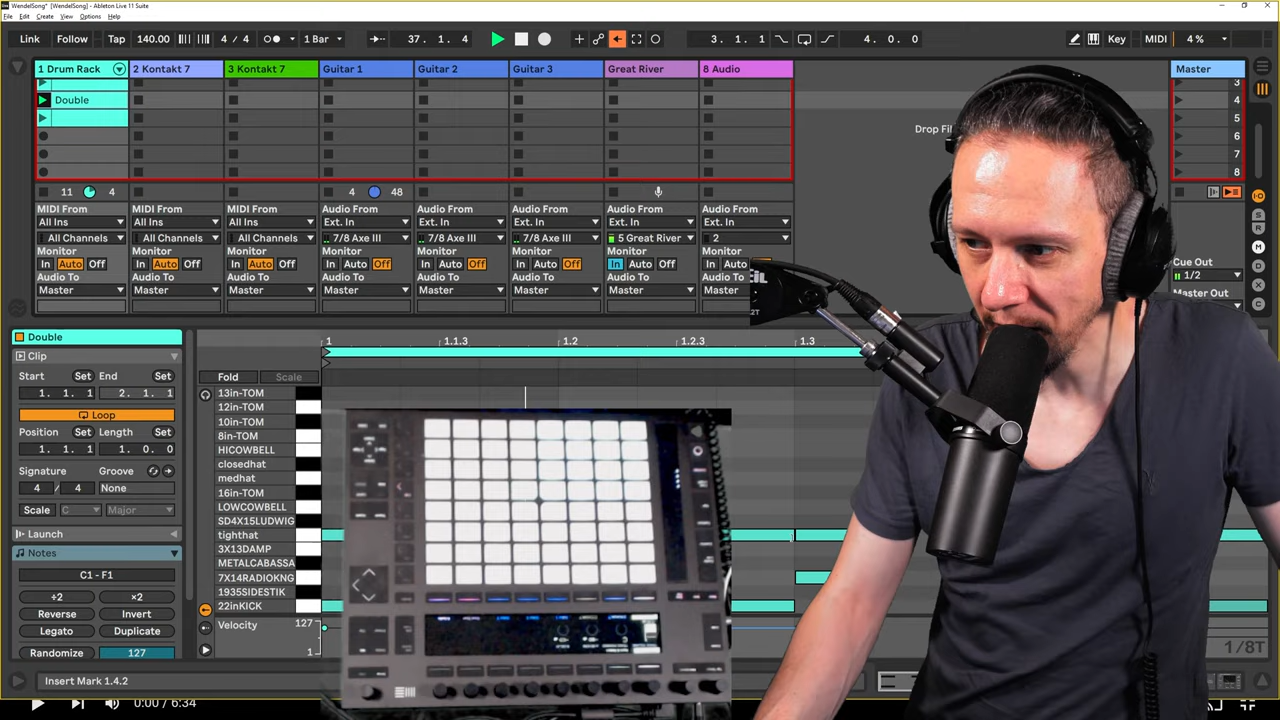 WendelSong* [WendelSong] - Ableton Live 11 Suite
File Edit Create View Options Help
Link Follow Tap 140.00 4 / 4 1 Bar 37. 1. 4 3. 1. 1 4. 0. 0 Key MIDI 4 %
1 Drum Rack 2 Kontakt 7 3 Kontakt 7 Guitar 1 Guitar 2 Guitar 3 Great River 8 Audio Master
3
Double 4
5
Drop Fi
6
7
8
11 4 4 48
MIDI From MIDI From MIDI From Audio From Audio From Audio From Audio From Audio From
All Ins All Ins All Ins Ext. In Ext. In Ext. In Ext. In Ext. In
All Channels All Channels All Channels 7/8 Axe III 7/8 Axe III 7/8 Axe III 5 Great River 2
Monitor Monitor Monitor Monitor Monitor Monitor Monitor Monitor
In Auto Off In Auto Off In Auto Off In Auto Off In Auto Off In Auto Off In Auto Off In Auto
Audio To Audio To Audio To Audio To Audio To Audio To Audio To Audio To
Master Master Master Master Master Master Master Master
Cue Out
1/2
Master Out
I-O
S
R
M
D
X
C
Double
Clip
Start Set End Set
1. 1. 1 2. 1. 1
Loop
Position Set Length Set
1. 1. 1 1. 0. 0
Signature Groove
4 / 4 None
Scale C Major
Launch
Notes
C1 - F1
÷2 ×2
Reverse Invert
Legato Duplicate
Randomize 127
1 1.1.3 1.2 1.2.3 1.3
Fold Scale
13in-TOM
12in-TOM
10in-TOM
8in-TOM
HICOWBELL
closedhat
medhat
16in-TOM
LOWCOWBELL
SD4X15LUDWIG
tighthat
3X13DAMP
METALCABASSA
7X14RADIOKNG
1935SIDESTIK
22inKICK
Velocity 127
1
1/8T
Insert Mark 1.4.2
0:00 / 6:34